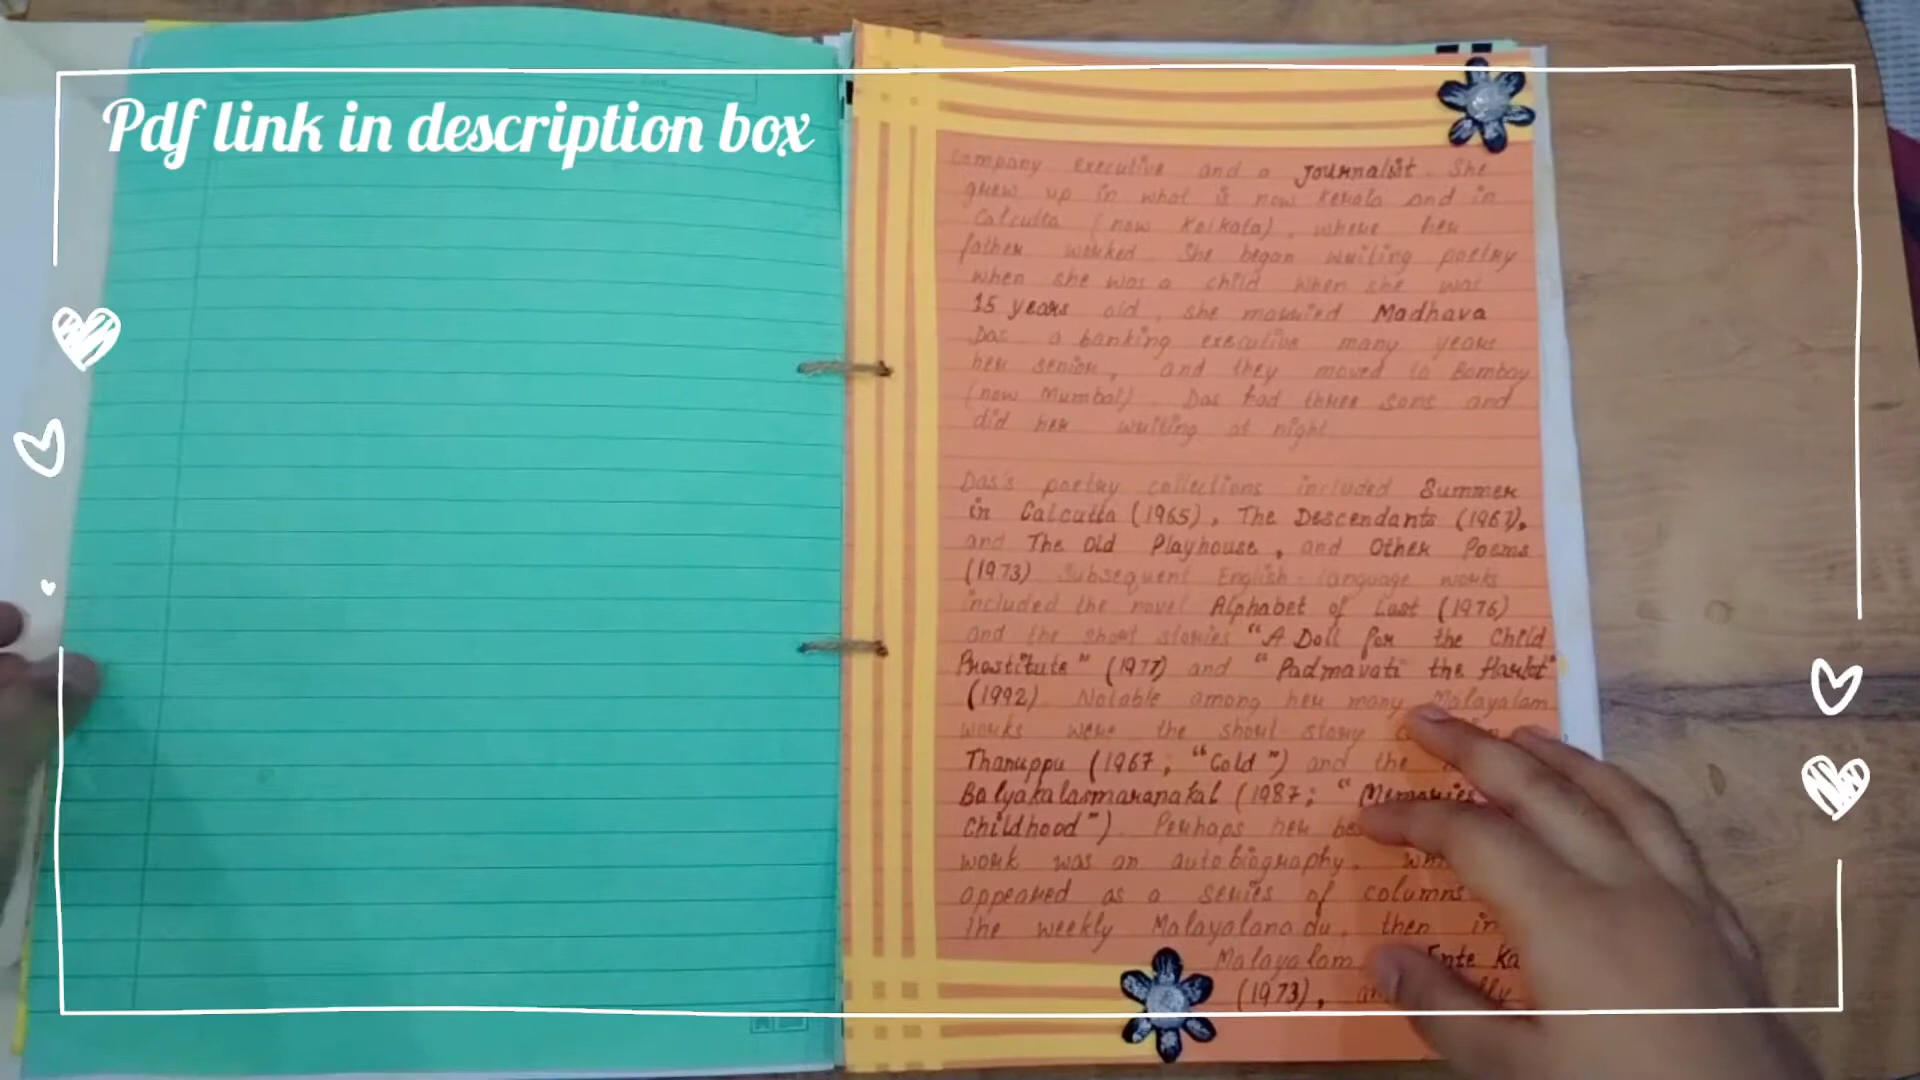 Pdf link in description box
Company executive and a journalist. She
grew up in what is now Kerala and in
Calcutta (now Kolkata), where her
father worked. She began writing poetry
when she was a child When she was
15 years old, she married Madhava
Das a banking executive many years
her senior, and they moved to Bombay
(now Mumbai). Das had three sons and
did her writing at night
Das's poetry collections included Summer
in Calcutta (1965), The Descendants (1967),
and The Old Playhouse, and Other Poems
(1973) Subsequent English-language works
included the novel Alphabet of Lust (1976)
and the short stories "A Doll for the Child
Prostitute" (1977) and "Padmavati the Harlot"
(1992) Notable among her many Malayalam
works were the short story
Thanuppu (1967; "Cold") and the
Balyakalasmaranakal (1987; "Memories
Childhood") Perhaps her
work was an autobiography.
appeared as a series of columns
the weekly Malayalanadu, then in
Malayalam Ente Ka
(1973),